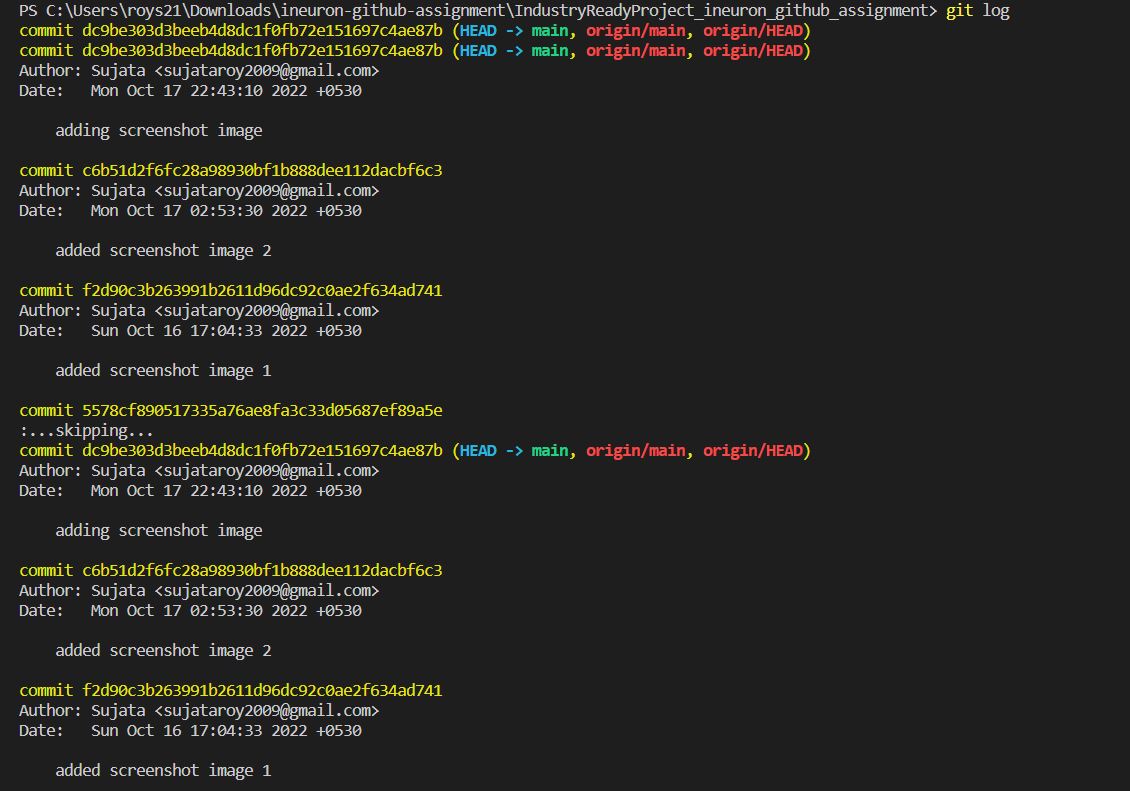 PS C:\Users\roys21\Downloads\ineuron-github-assignment\IndustryReadyProject_ineuron_github_assignment> git log
commit dc9be303d3beeb4d8dc1f0fb72e151697c4ae87b (HEAD -> main, origin/main, origin/HEAD)
commit dc9be303d3beeb4d8dc1f0fb72e151697c4ae87b (HEAD -> main, origin/main, origin/HEAD)
Author: Sujata <sujataroy2009@gmail.com>
Date:   Mon Oct 17 22:43:10 2022 +0530

    adding screenshot image

commit c6b51d2f6fc28a98930bf1b888dee112dacbf6c3
Author: Sujata <sujataroy2009@gmail.com>
Date:   Mon Oct 17 02:53:30 2022 +0530

    added screenshot image 2

commit f2d90c3b263991b2611d96dc92c0ae2f634ad741
Author: Sujata <sujataroy2009@gmail.com>
Date:   Sun Oct 16 17:04:33 2022 +0530

    added screenshot image 1

commit 5578cf890517335a76ae8fa3c33d05687ef89a5e
:...skipping...
commit dc9be303d3beeb4d8dc1f0fb72e151697c4ae87b (HEAD -> main, origin/main, origin/HEAD)
Author: Sujata <sujataroy2009@gmail.com>
Date:   Mon Oct 17 22:43:10 2022 +0530

    adding screenshot image

commit c6b51d2f6fc28a98930bf1b888dee112dacbf6c3
Author: Sujata <sujataroy2009@gmail.com>
Date:   Mon Oct 17 02:53:30 2022 +0530

    added screenshot image 2

commit f2d90c3b263991b2611d96dc92c0ae2f634ad741
Author: Sujata <sujataroy2009@gmail.com>
Date:   Sun Oct 16 17:04:33 2022 +0530

    added screenshot image 1